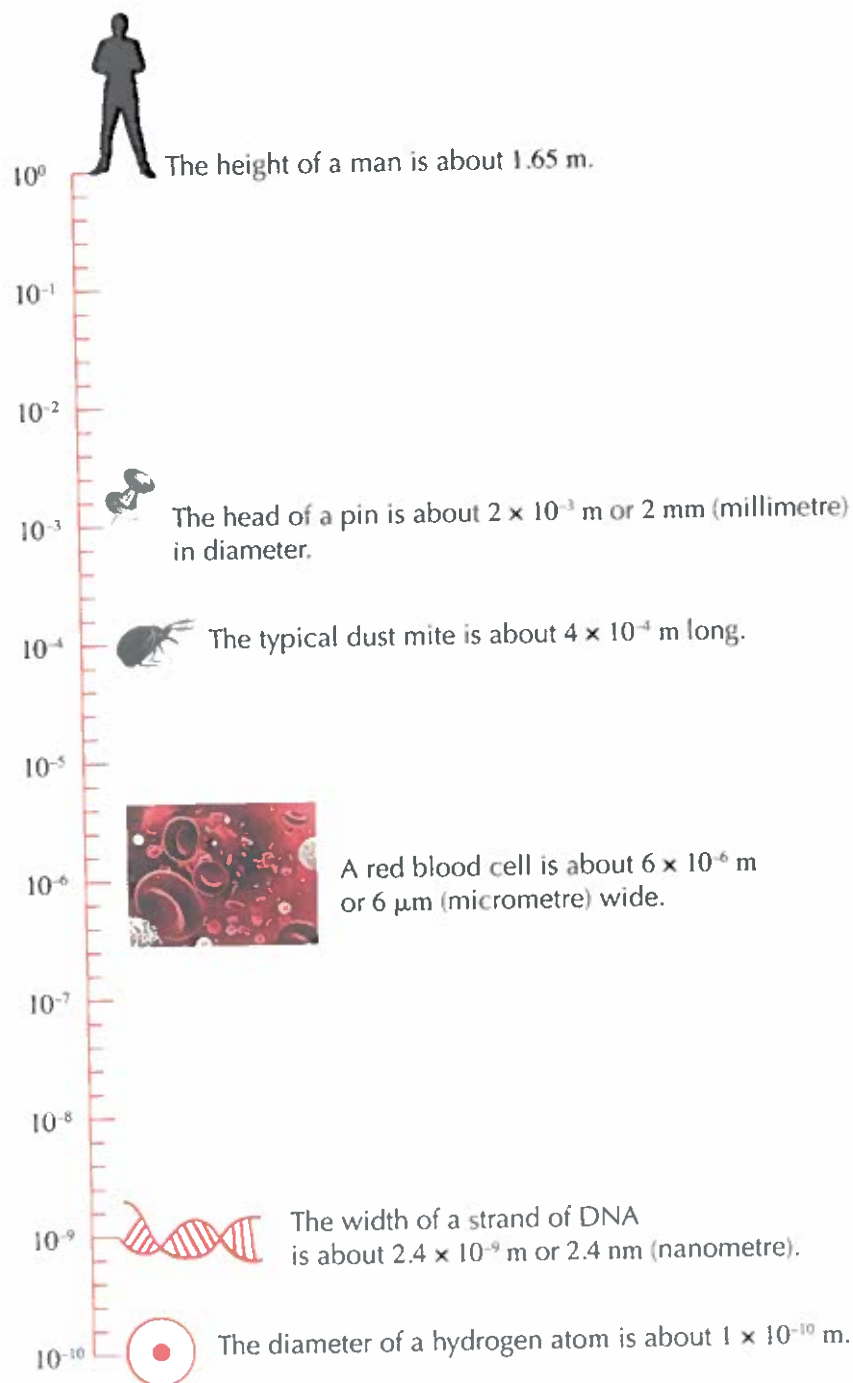 The height of a man is about 1.65 m.
10⁰
10⁻¹
10⁻²
The head of a pin is about 2 × 10⁻³ m or 2 mm (millimetre)
10⁻³
in diameter.
The typical dust mite is about 4 × 10⁻⁴ m long.
10⁻⁴
10⁻⁵
A red blood cell is about 6 × 10⁻⁶ m
10⁻⁶
or 6 μm (micrometre) wide.
10⁻⁷
10⁻⁸
The width of a strand of DNA
10⁻⁹
is about 2.4 × 10⁻⁹ m or 2.4 nm (nanometre).
The diameter of a hydrogen atom is about 1 × 10⁻¹⁰ m.
10⁻¹⁰